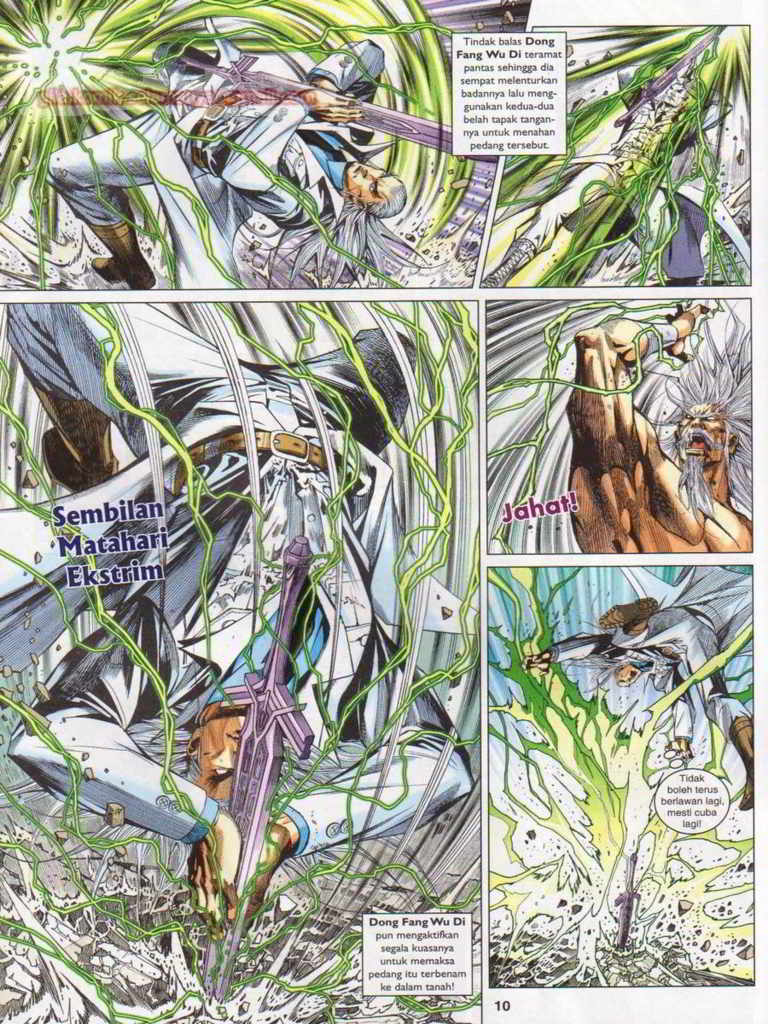 Tindak balas Dong
Fang Wu Di teramat
pantas sehingga dia
sempat melenturkan
badannya lalu meng-
gunakan kedua-dua
belah tapak tangan-
nya untuk menahan
pedang tersebut.
Jahat!
Sembilan
Matahari
Ekstrim
Tidak
boleh terus
berlawan lagi,
mesti cuba
lagi!
Dong Fang Wu Di
pun mengaktifkan
segala kuasanya
untuk memaksa
pedang itu terbenam
ke dalam tanah!
10